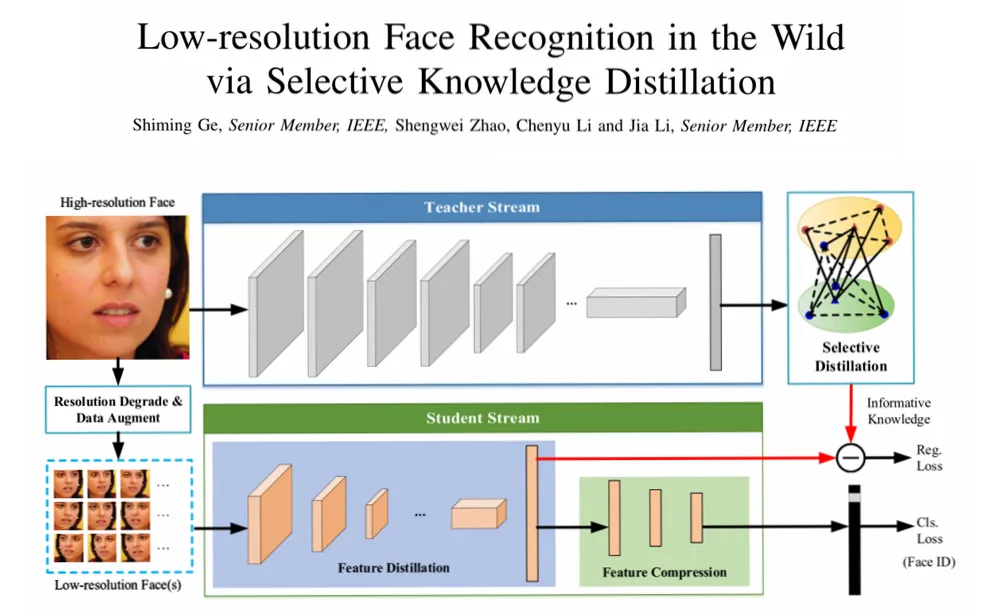 Low-resolution Face Recognition in the Wild
via Selective Knowledge Distillation
Shiming Ge, Senior Member, IEEE, Shengwei Zhao, Chenyu Li and Jia Li, Senior Member, IEEE
High-resolution Face
Teacher Stream
...
Selective
Distillation
Resolution Degrade &
Data Augment
Informative
Knowledge
Student Stream
Reg.
Loss
...
...
...
...
Feature Distillation
Feature Compression
Cls.
Loss
(Face ID)
Low-resolution Face(s)